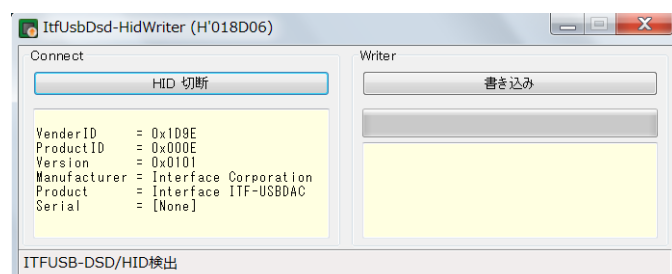 ItfUsbDsd-HidWriter (H'018D06)
Connect
HID 切断
VenderID = 0x1D9E
ProductID = 0x000E
Version = 0x0101
Manufacturer = Interface Corporation
Product = Interface ITF-USBDAC
Serial = [None]
Writer
書き込み
ITFUSB-DSD/HID検出